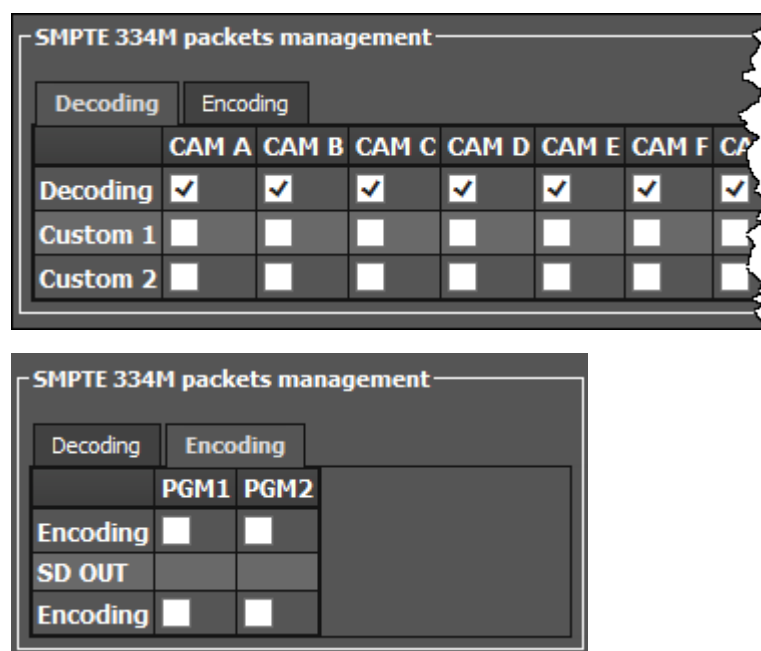 SMPTE 334M packets management
Decoding Encoding
CAM A CAM B CAM C CAM D CAM E CAM F
Decoding
Custom 1
Custom 2
SMPTE 334M packets management
Decoding Encoding
PGM1 PGM2
Encoding
SD OUT
Encoding